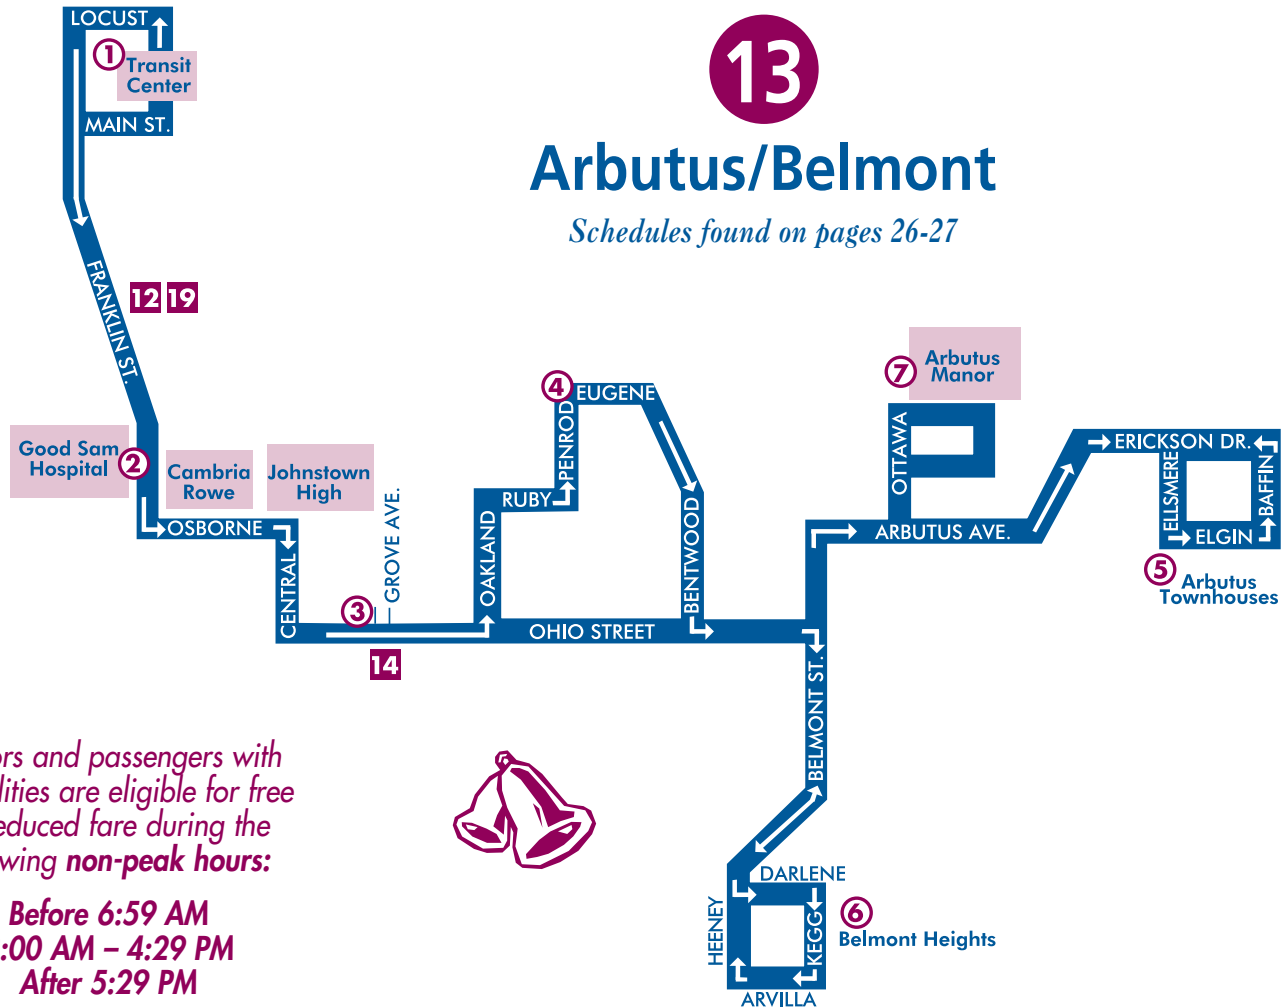 LOCUST
1
Transit
Center
MAIN ST.
13
Arbutus/Belmont
Schedules found on pages 26-27
FRANKLIN ST.
12 19
Good Sam
Hospital
2
Cambria
Rowe
Johnstown
High
OSBORNE
CENTRAL
3
GROVE AVE.
14
OAKLAND
RUBY
PENROD
4
EUGENE
BENTWOOD
OHIO STREET
7
Arbutus
Manor
OTTAWA
ARBUTUS AVE.
ERICKSON DR.
ELLSMERE
BAFFIN
ELGIN
5
Arbutus
Townhouses
BELMONT ST.
DARLENE
HEENEY
KEGG
6
Belmont Heights
ARVILLA
and passengers with
are eligible for free
fare during the
non-peak hours:
Before 6:59 AM
:00 AM – 4:29 PM
After 5:29 PM